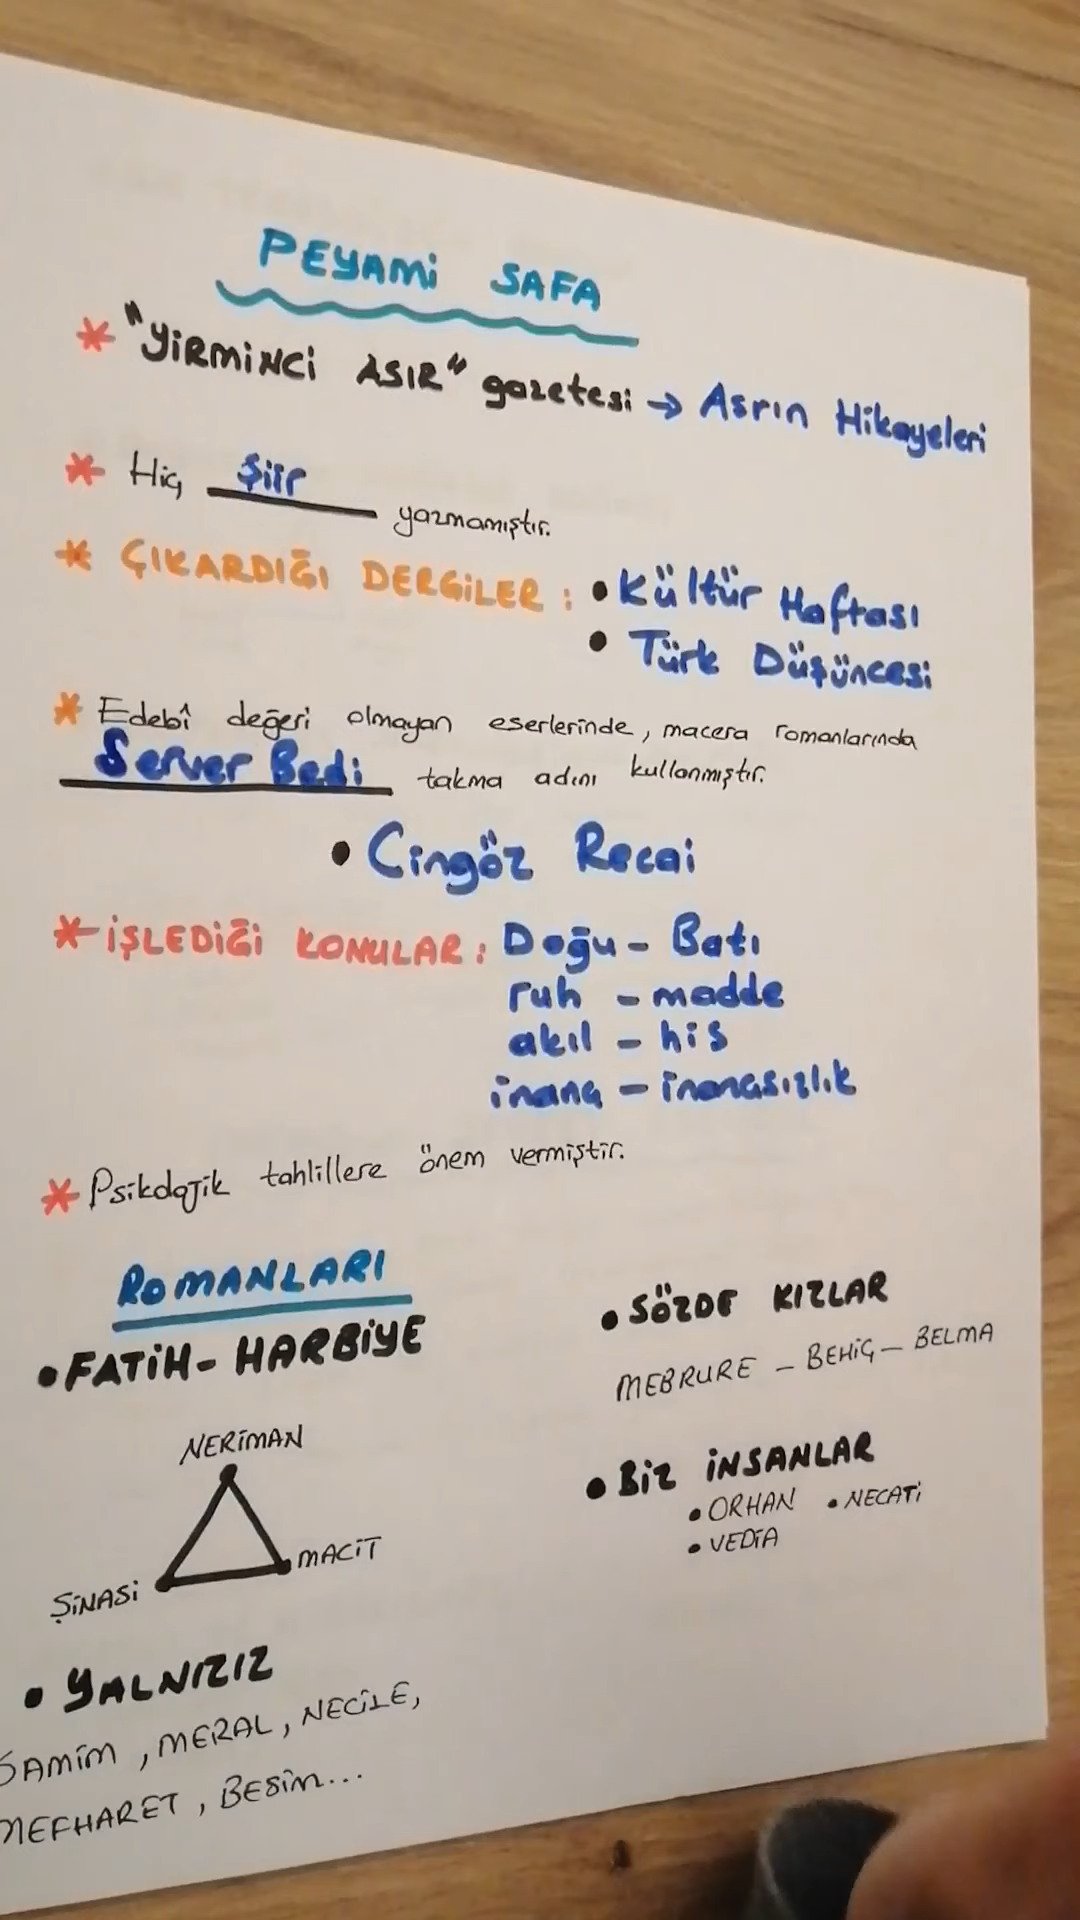 PEYAMİ SAFA
* "YİRMİNCİ ASIR" gazetesi → Asrın Hikayeleri
* Hiç şiir yazmamıştır.
* ÇIKARDIĞI DERGİLER : • Kültür Haftası
• Türk Düşüncesi
* Edebî değeri olmayan eserlerinde, macera romanlarında
Server Bedi takma adını kullanmıştır.
• Cingöz Recai
* İŞLEDİĞİ KONULAR : Doğu - Batı
ruh - madde
akıl - his
inanç - inançsızlık
* Psikolojik tahlillere önem vermiştir.
ROMANLARI
• FATİH - HARBİYE
NERİMAN
MACİT
ŞİNASİ
• YALNIZIZ
SAMİM, MERAL, NECİLE,
MEFHARET, BESİM...
• SÖZDE KIZLAR
MEBRURE - BEHİÇ - BELMA
• BİZ İNSANLAR
• ORHAN • NECATİ
• VEDİA